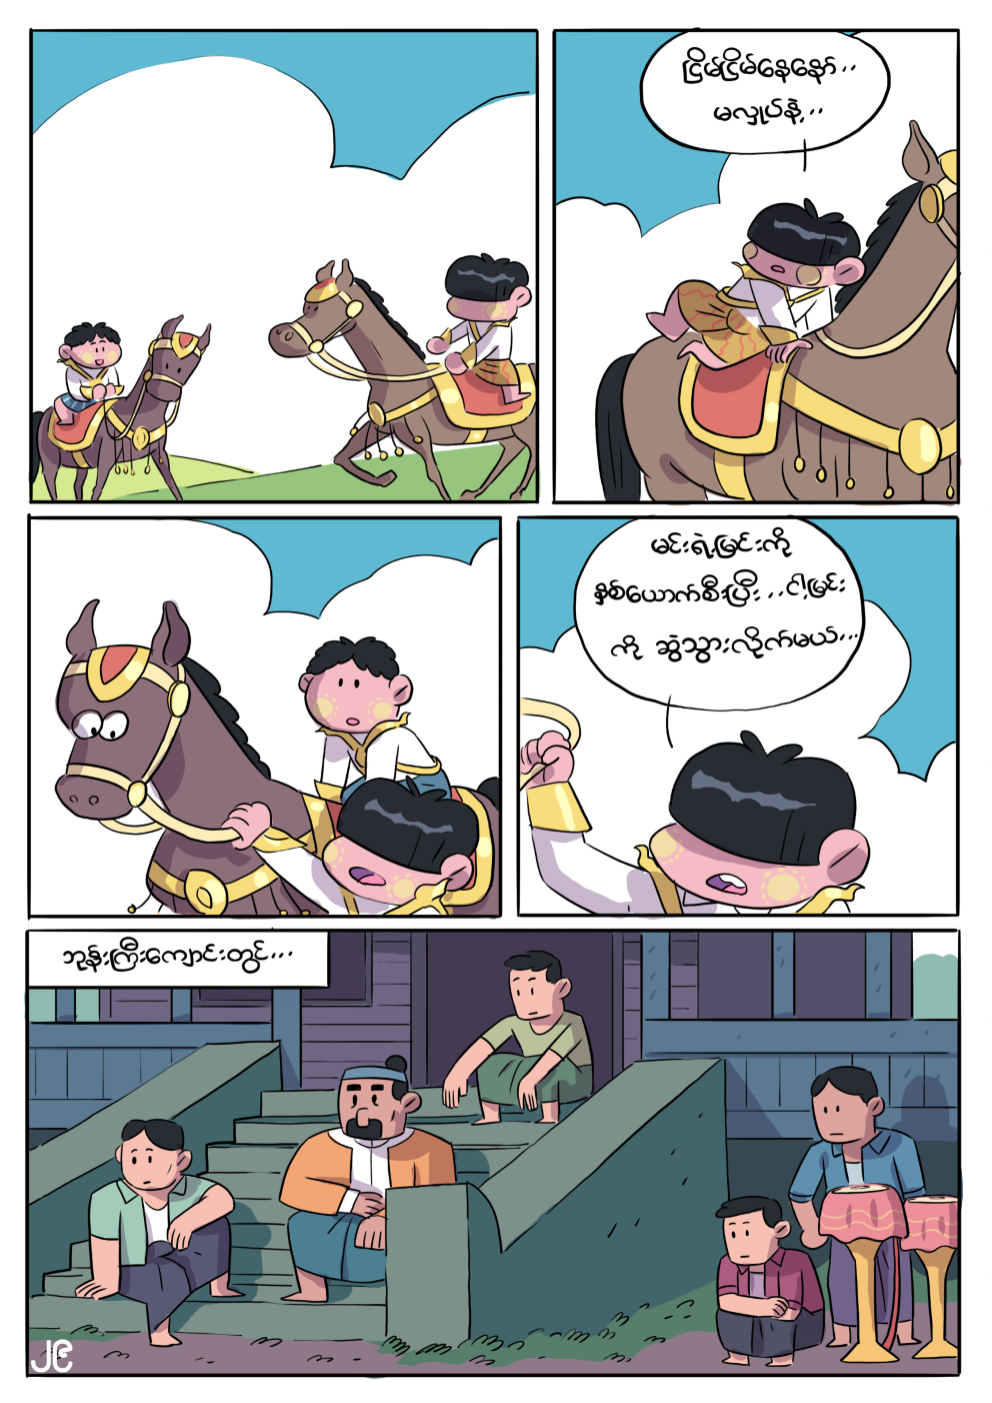 ငြိမ်ငြိမ်နေနော်..
မလှုပ်နဲ့..
မင်းရဲ့မြင်းကို
နှစ်ယောက်စီးပြီး...ငါ့မြင်း
ကို ဆွဲသွားလိုက်မယ်...
ဘုန်းကြီးကျောင်းတွင်...
JE